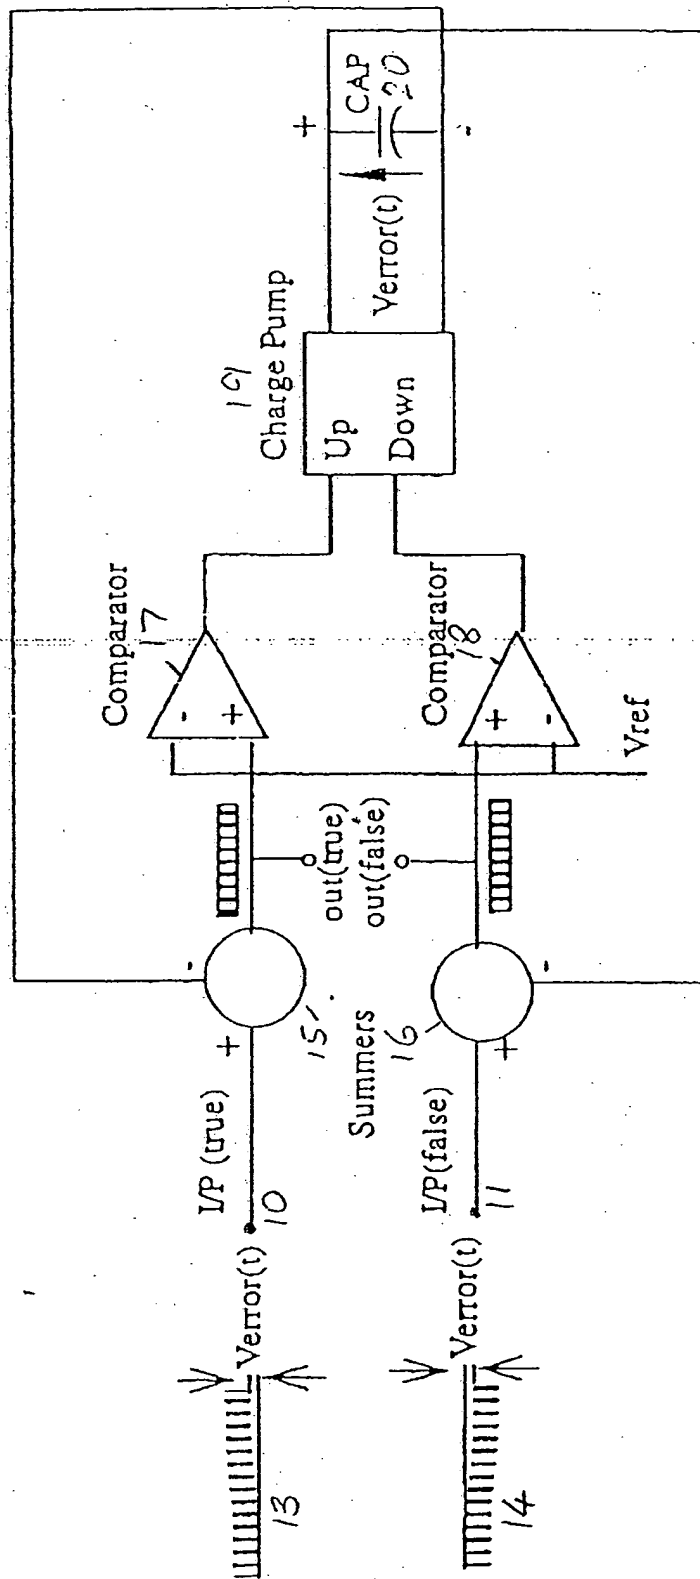 13
Verror(t)
I/P (true)
10
+
-
15
out(true)
Comparator
17
-
+
19
Charge Pump
Up
Down
+
CAP
20
Verror(t)
-
14
Verror(t)
I/P(false)
11
Summers
16
+
-
out(false)
Comparator
18
+
-
Vref